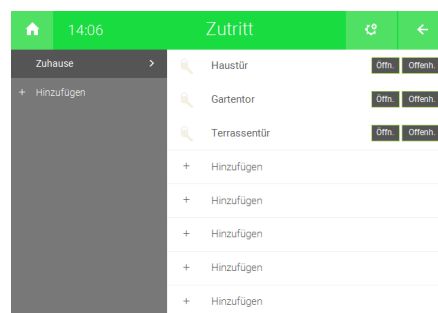 14:06 Zutritt
Zuhause >
+ Hinzufügen
Haustür Öffn. Offenh.
Gartentor Öffn. Offenh.
Terrassentür Öffn. Offenh.
+ Hinzufügen
+ Hinzufügen
+ Hinzufügen
+ Hinzufügen
+ Hinzufügen